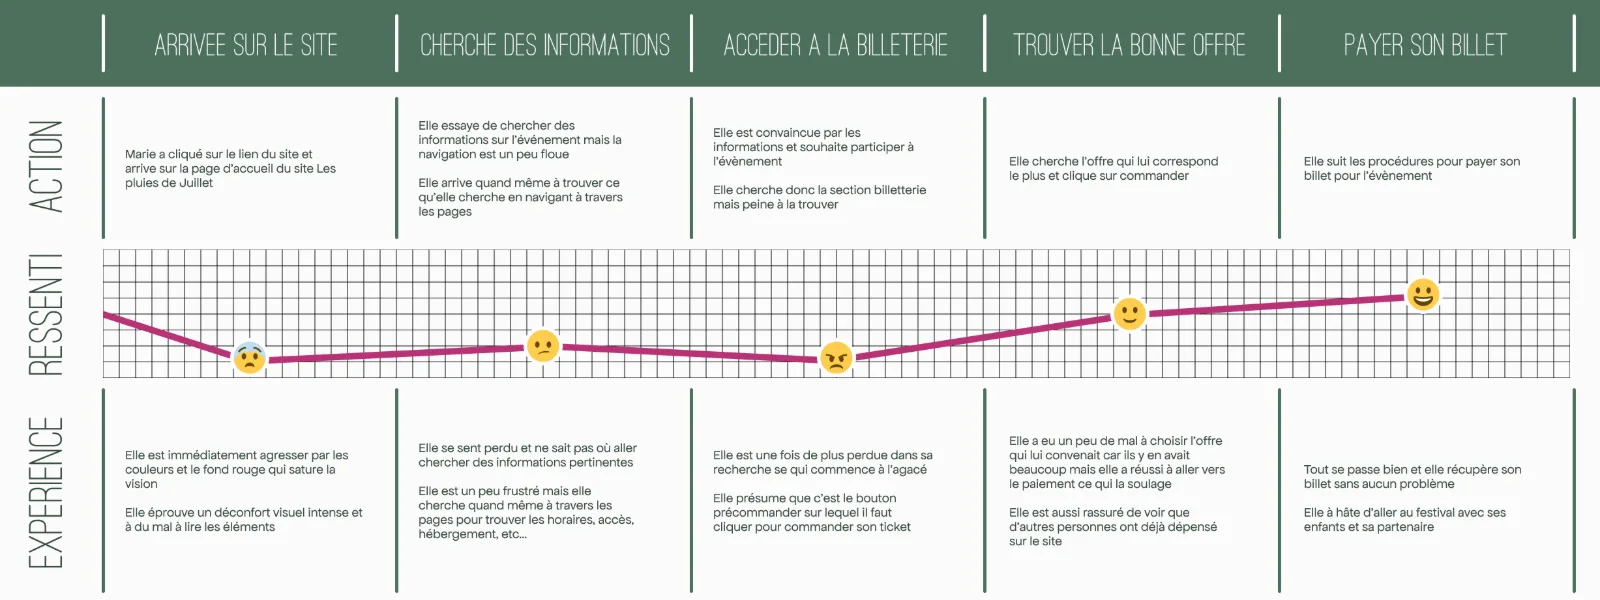 ARRIVEE SUR LE SITE
CHERCHE DES INFORMATIONS
ACCEDER A LA BILLETERIE
TROUVER LA BONNE OFFRE
PAYER SON BILLET
ACTION
Marie a cliqué sur le lien du site et
arrive sur la page d'accueil du site Les
pluies de Juillet
Elle essaye de chercher des
informations sur l'événement mais la
navigation est un peu floue
Elle arrive quand même à trouver ce
qu'elle cherche en navigant à travers
les pages
Elle est convaincue par les
informations et souhaite participer à
l'évènement
Elle cherche donc la section billetterie
mais peine à la trouver
Elle cherche l'offre qui lui correspond
le plus et clique sur commander
Elle suit les procédures pour payer son
billet pour l'évènement
RESSENTI
EXPERIENCE
Elle est immédiatement agresser par les
couleurs et le fond rouge qui sature la
vision
Elle éprouve un déconfort visuel intense et
à du mal à lire les éléments
Elle se sent perdu et ne sait pas où aller
chercher des informations pertinentes
Elle est un peu frustré mais elle
cherche quand même à travers les
pages pour trouver les horaires, accès,
hébergement, etc...
Elle est une fois de plus perdue dans sa
recherche se qui commence à l'agacé
Elle présume que c'est le bouton
précommander sur lequel il faut
cliquer pour commander son ticket
Elle a eu un peu de mal à choisir l'offre
qui lui convenait car ils y en avait
beaucoup mais elle a réussi à aller vers
le paiement ce qui la soulage
Elle est aussi rassuré de voir que
d'autres personnes ont déjà dépensé
sur le site
Tout se passe bien et elle récupère son
billet sans aucun problème
Elle à hâte d'aller au festival avec ses
enfants et sa partenaire